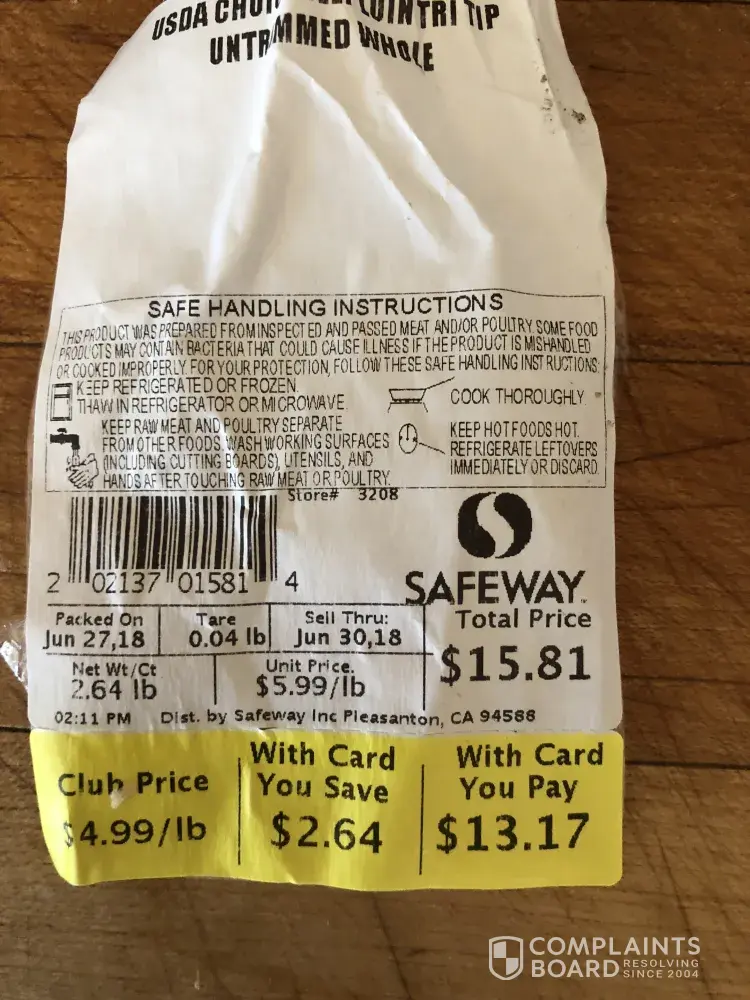 USDA TRI TIP
UNTRIMMED WHOLE
SAFE HANDLING INSTRUCTIONS
THIS PRODUCT WAS PREPARED FROM INSPECTED AND PASSED MEAT AND/OR POULTRY. SOME FOOD
PRODUCTS MAY CONTAIN BACTERIA THAT COULD CAUSE ILLNESS IF THE PRODUCT IS MISHANDLED
OR COOKED IMPROPERLY. FOR YOUR PROTECTION, FOLLOW THESE SAFE HANDLING INSTRUCTIONS:
KEEP REFRIGERATED OR FROZEN.
THAW IN REFRIGERATOR OR MICROWAVE.
COOK THOROUGHLY
KEEP RAW MEAT AND POULTRY SEPARATE
FROM OTHER FOODS. WASH WORKING SURFACES
(INCLUDING CUTTING BOARDS), UTENSILS, AND
HANDS AFTER TOUCHING RAW MEAT OR POULTRY.
KEEP HOT FOODS HOT.
REFRIGERATE LEFTOVERS
IMMEDIATELY OR DISCARD.
Store# 3208
2 02137 01581 4
SAFEWAY
Packed On
Jun 27,18
Tare
0.04 lb
Sell Thru:
Jun 30,18
Total Price
$15.81
Net Wt/Ct
2.64 lb
Unit Price.
$5.99/lb
02:11 PM Dist. by Safeway Inc Pleasanton, CA 94588
Club Price
$4.99/lb
With Card
You Save
$2.64
With Card
You Pay
$13.17
COMPLAINTS
BOARD RESOLVING
SINCE 2004